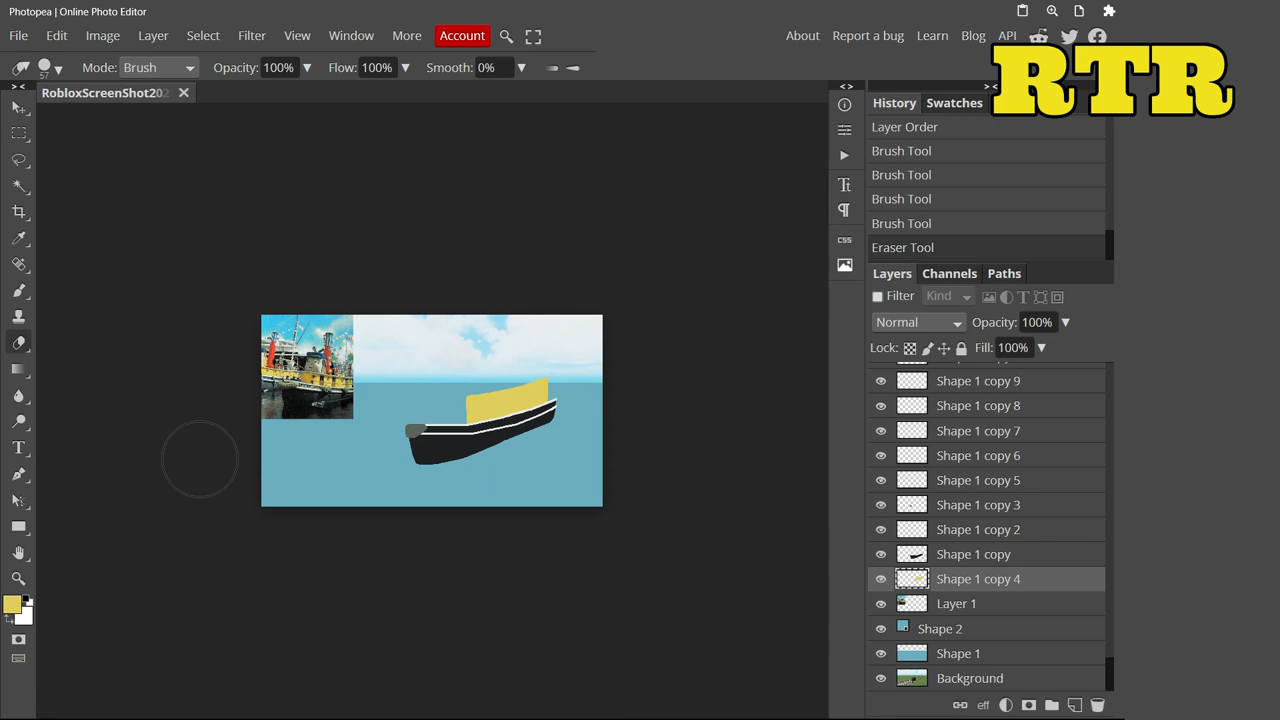 Photopea | Online Photo Editor
File Edit Image Layer Select Filter View Window More Account About Report a bug Learn Blog API
57 Mode: Brush Opacity: 100% Flow: 100% Smooth: 0%
RTR
RobloxScreenShot202
History Swatches
Layer Order
Brush Tool
Brush Tool
Brush Tool
Brush Tool
Eraser Tool
CSS
Layers Channels Paths
Filter Kind
Normal Opacity: 100%
Lock: Fill: 100%
Shape 1 copy 9
Shape 1 copy 8
Shape 1 copy 7
Shape 1 copy 6
Shape 1 copy 5
Shape 1 copy 3
Shape 1 copy 2
Shape 1 copy
Shape 1 copy 4
Layer 1
Shape 2
Shape 1
Background
eff